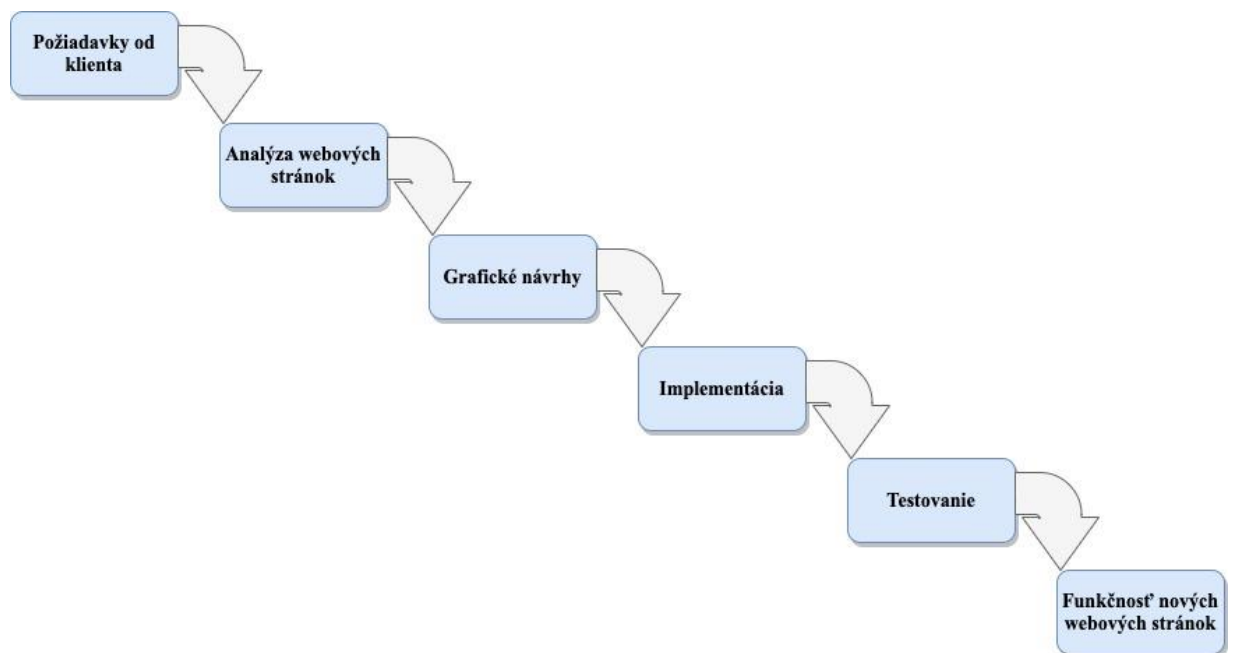 Požiadavky od
klienta
Analýza webových
stránok
Grafické návrhy
Implementácia
Testovanie
Funkčnosť nových
webových stránok